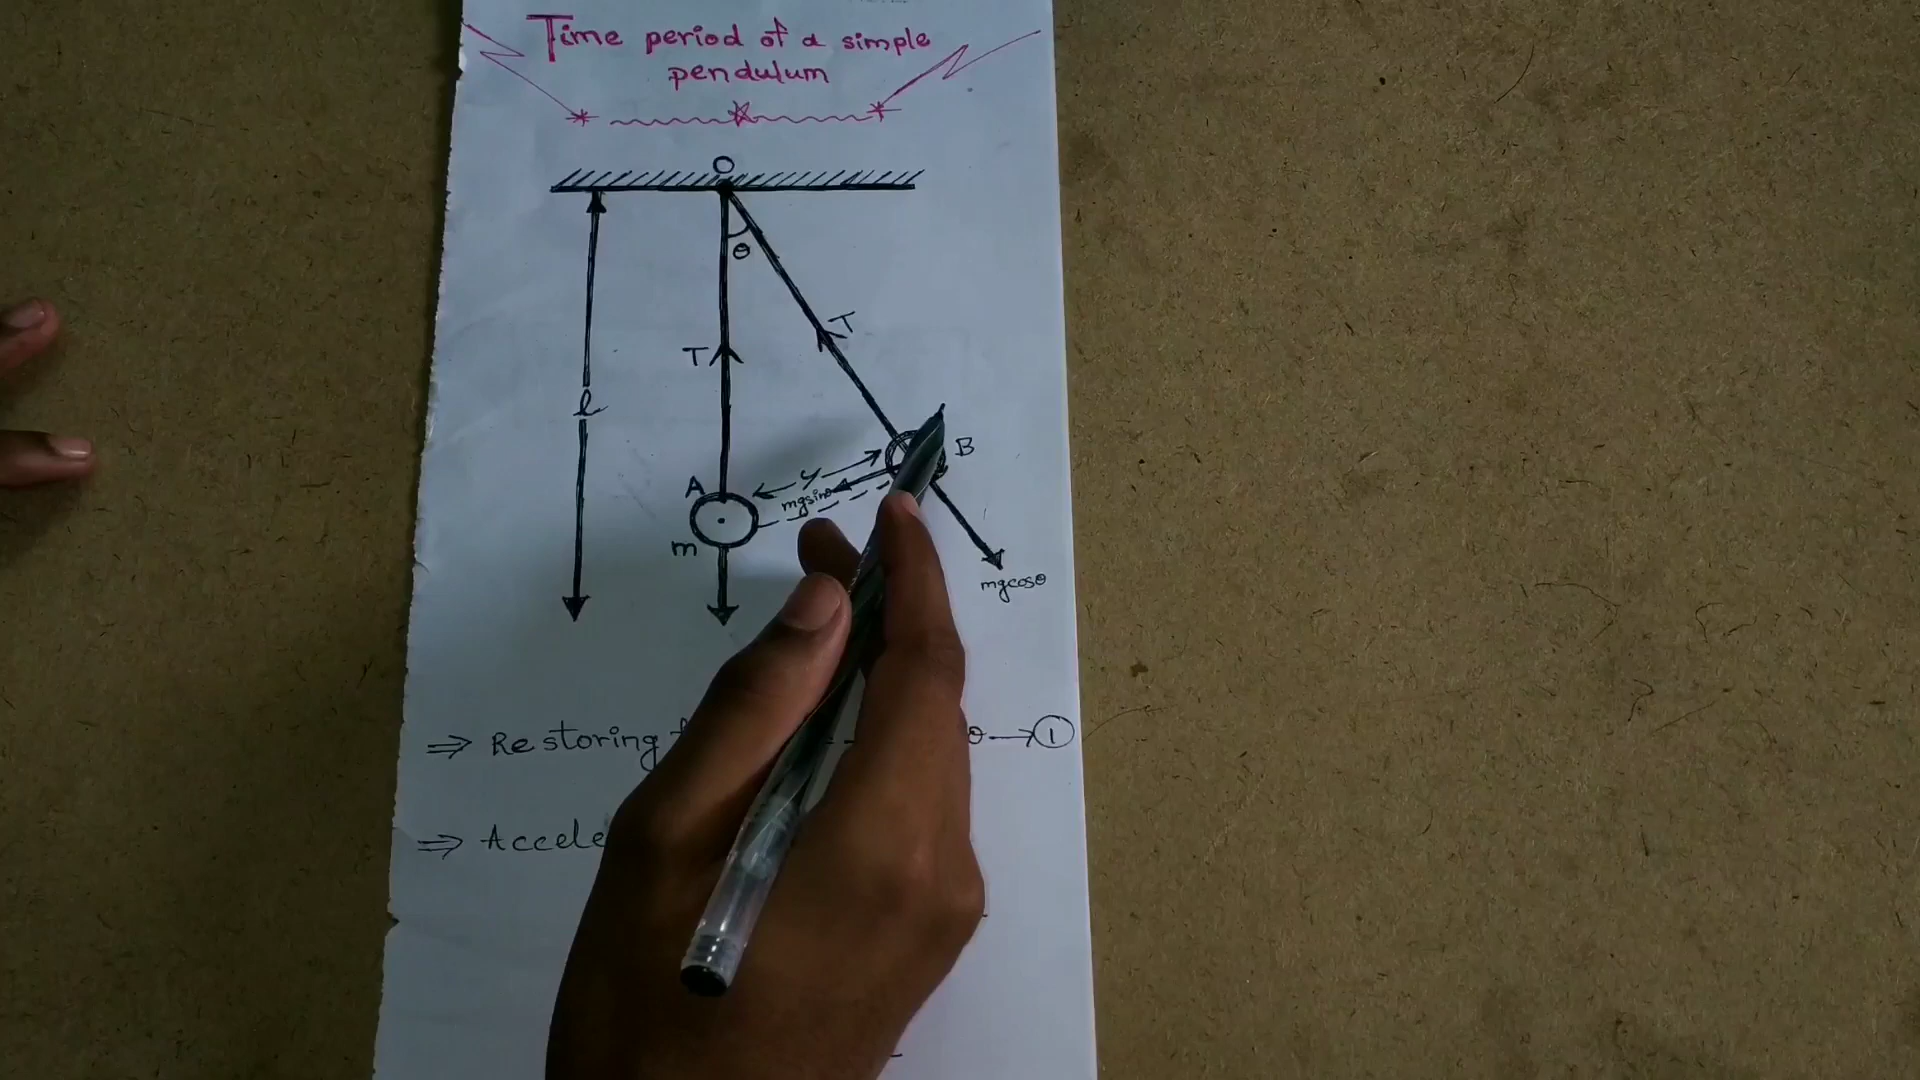 Time period of a simple
pendulum
O
θ
T
T
l
B
y
A
mgsinθ
m
mgcosθ
⇒ Restoring
θ → 1
⇒ Accele